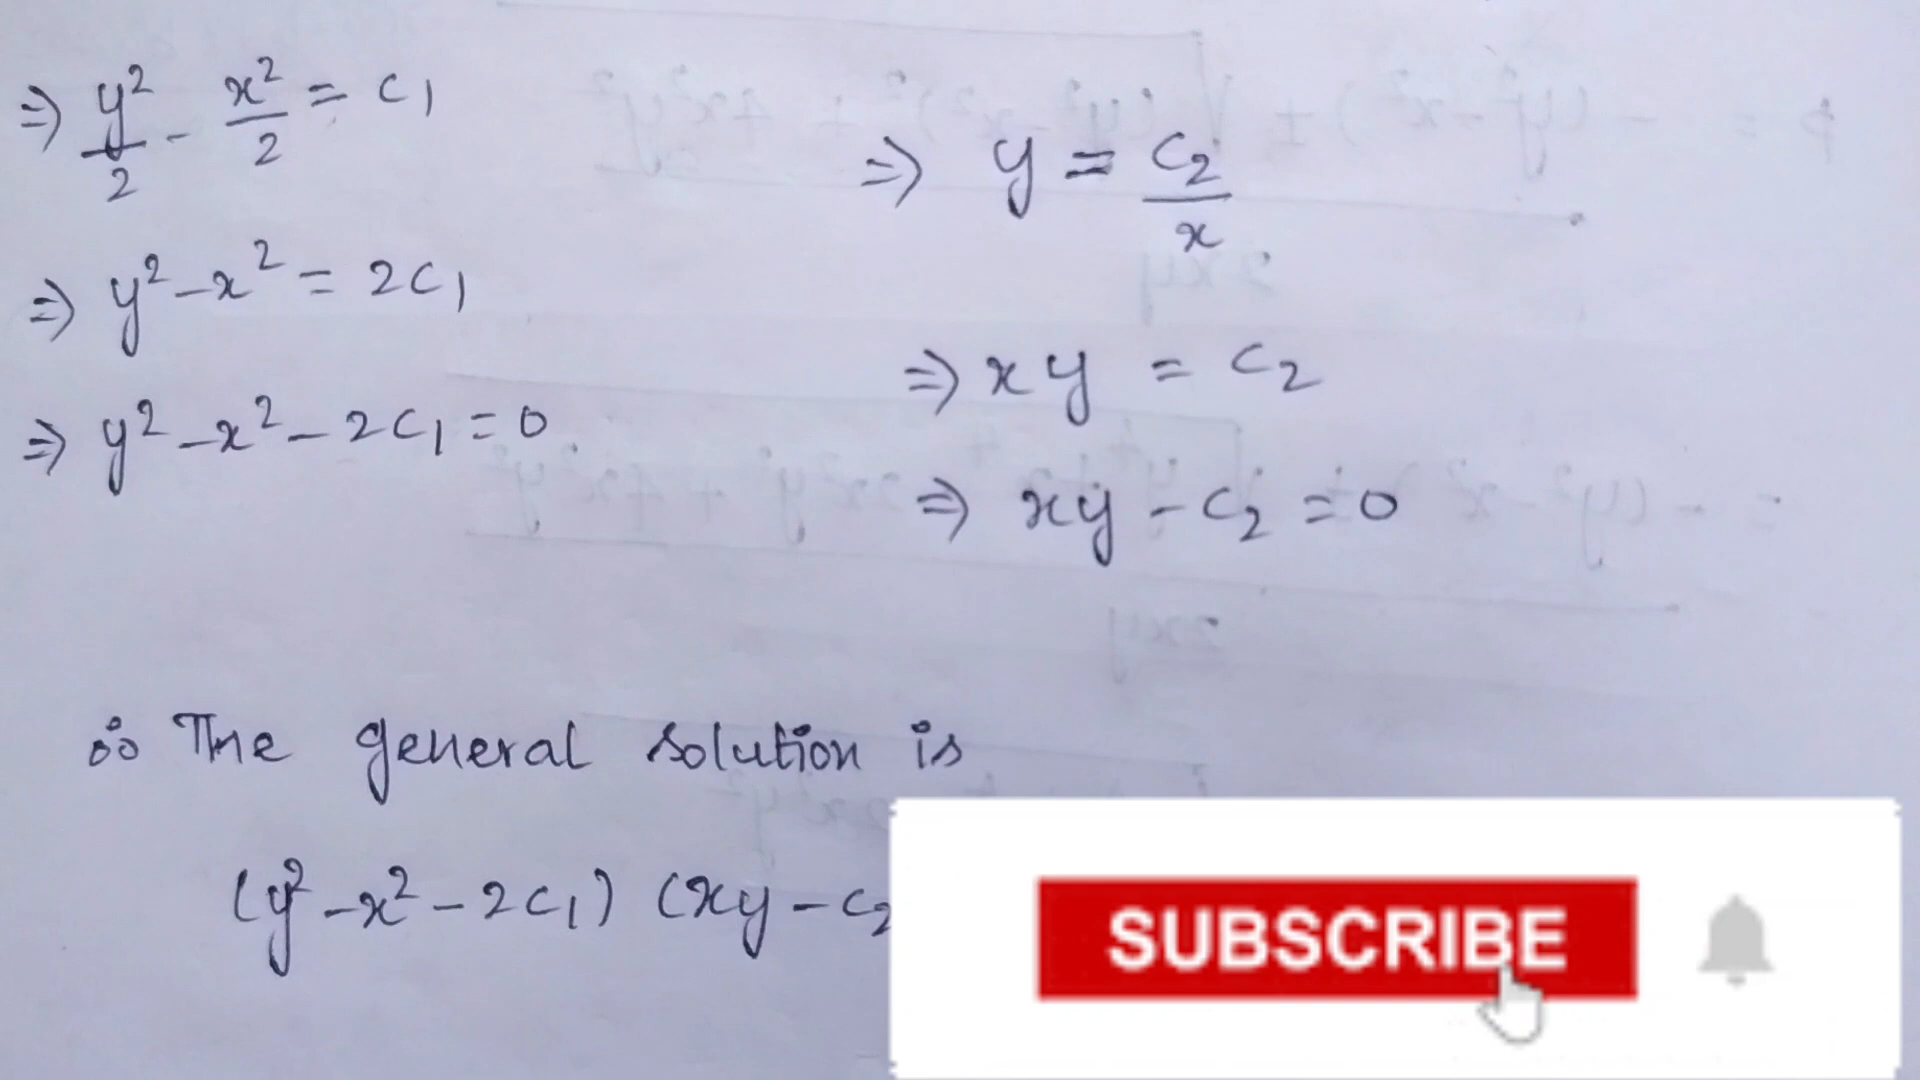 ⇒ y²/2 - x²/2 = c₁
⇒ y² - x² = 2c₁
⇒ y² - x² - 2c₁ = 0
⇒ y = c₂/x
⇒ xy = c₂
⇒ xy - c₂ = 0
∴ The general solution is
(y² - x² - 2c₁) (xy - c₂
SUBSCRIBE